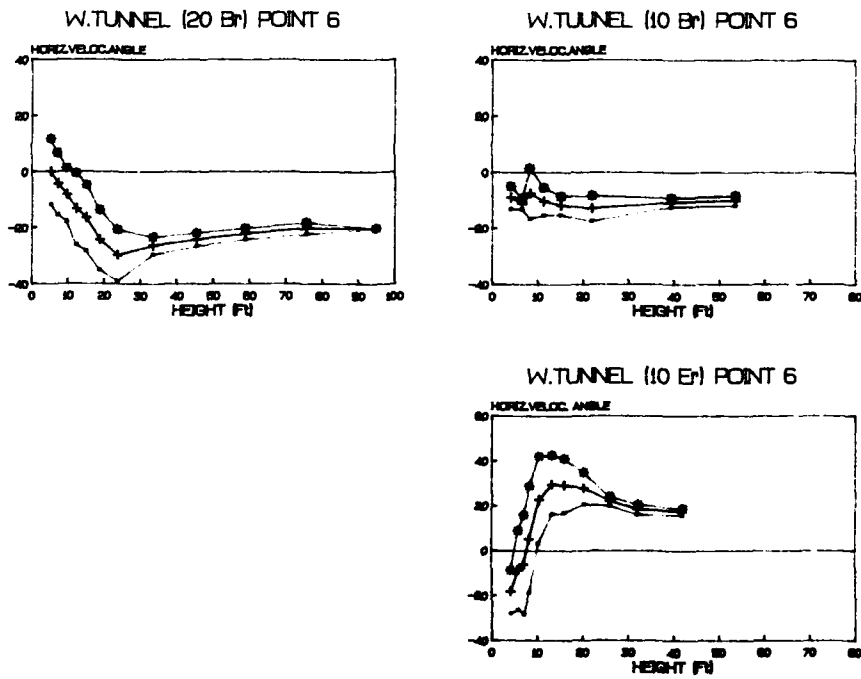 W.TUNNEL (20 Br) POINT 6
HORIZ.VELOC.ANGLE
40
20
0
-20
-40
0 10 20 30 40 50 60 70 80 90 100
HEIGHT (Ft)
W.TUUNEL (10 Br) POINT 6
HORIZ.VELOC.ANGLE
40
20
0
-20
-40
0 10 20 30 40 50 60 70 80
HEIGHT (Ft)
W.TUNNEL (10 Er) POINT 6
HORIZ.VELOC. ANGLE
60
40
20
0
-20
-40
0 10 20 30 40 50 60 70 80
HEIGHT (Ft)